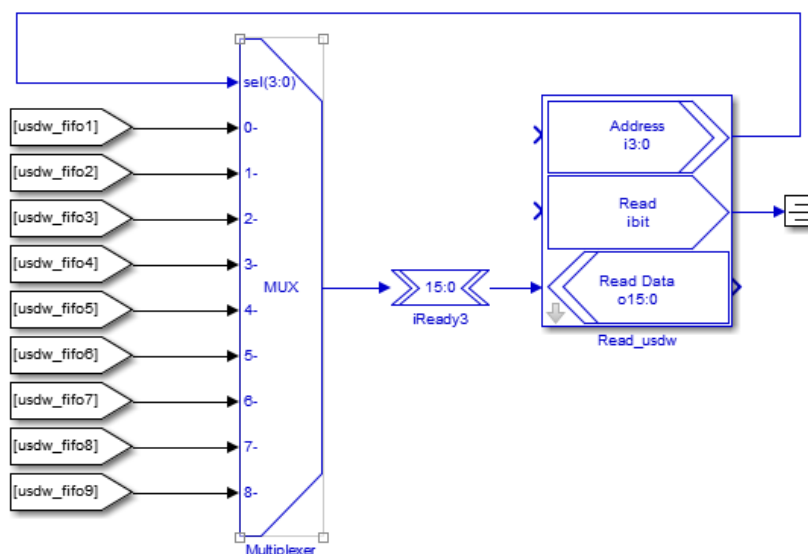 sel(3:0)
[usdw_fifo1]
0-
[usdw_fifo2]
1-
[usdw_fifo3]
2-
[usdw_fifo4]
3-
[usdw_fifo5]
4-
[usdw_fifo6]
5-
[usdw_fifo7]
6-
[usdw_fifo8]
7-
[usdw_fifo9]
8-
MUX
Multiplexer
15:0
iReady3
Address
i3:0
Read
ibit
Read Data
o15:0
Read_usdw